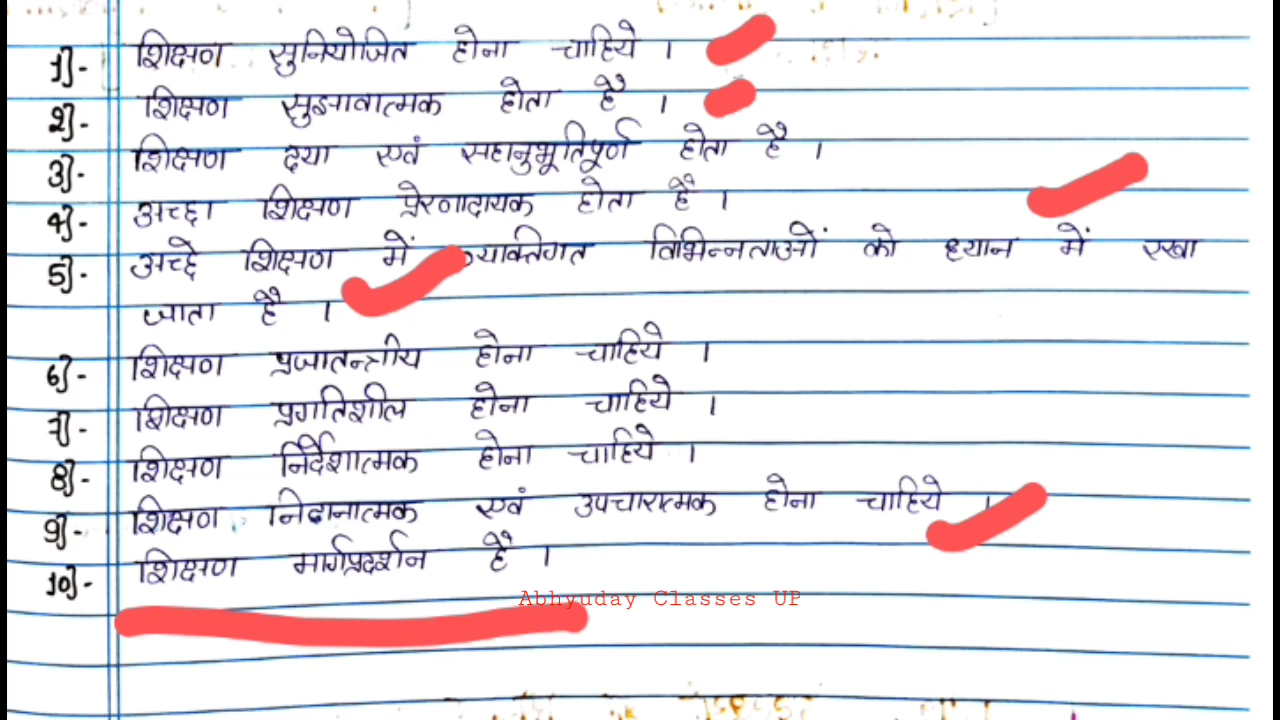 1)- शिक्षण सुनियोजित होना चाहिये ।
2)- शिक्षण सुझावात्मक होता है ।
3)- शिक्षण दया एवं सहानुभूतिपूर्ण होता है ।
4)- अच्छा शिक्षण प्रेरणादायक होता है ।
5)- अच्छे शिक्षण में व्यक्तिगत विभिन्नताओं को ध्यान में रखा
जाता है ।
6)- शिक्षण प्रजातन्त्रीय होना चाहिये ।
7)- शिक्षण प्रगतिशील होना चाहिये ।
8)- शिक्षण निर्देशात्मक होना चाहिये ।
9)- शिक्षण निदानात्मक एवं उपचारात्मक होना चाहिये ।
10)- शिक्षण मार्गप्रदर्शन है ।
Abhyuday Classes UP